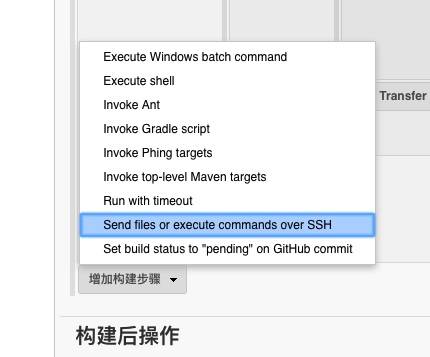 Execute Windows batch command
Execute shell
Invoke Ant
Transfer
Invoke Gradle script
Invoke Phing targets
Invoke top-level Maven targets
Run with timeout
Send files or execute commands over SSH
Set build status to "pending" on GitHub commit
增加构建步骤
构建后操作